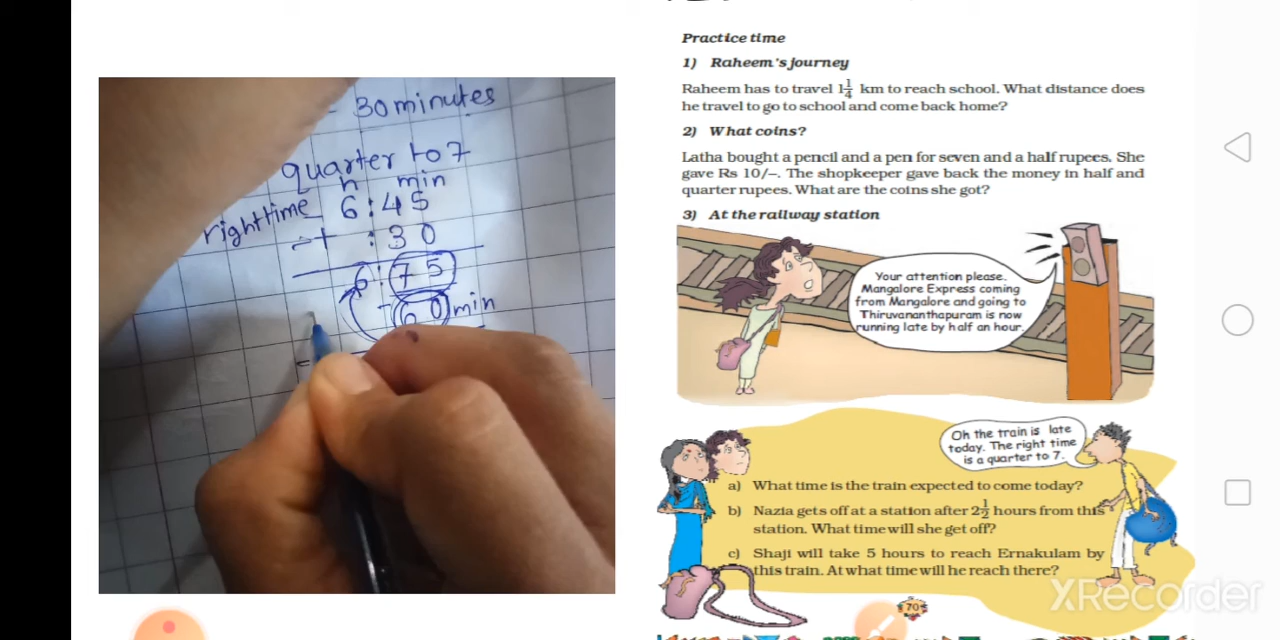 - 30 minutes
quarter to 7
h min
right time 6 : 45
+ : 30
6 : 75
- 60 min
Practice time
1) Raheem's journey
Raheem has to travel 1 1/4 km to reach school. What distance does
he travel to go to school and come back home?
2) What coins?
Latha bought a pencil and a pen for seven and a half rupees. She
gave Rs 10/–. The shopkeeper gave back the money in half and
quarter rupees. What are the coins she got?
3) At the railway station
Your attention please.
Mangalore Express coming
from Mangalore and going to
Thiruvananthapuram is now
running late by half an hour.
Oh the train is late
today. The right time
is a quarter to 7.
a) What time is the train expected to come today?
b) Nazia gets off at a station after 2 1/2 hours from this
station. What time will she get off?
c) Shaji will take 5 hours to reach Ernakulam by
this train. At what time will he reach there?
70
XRecorder